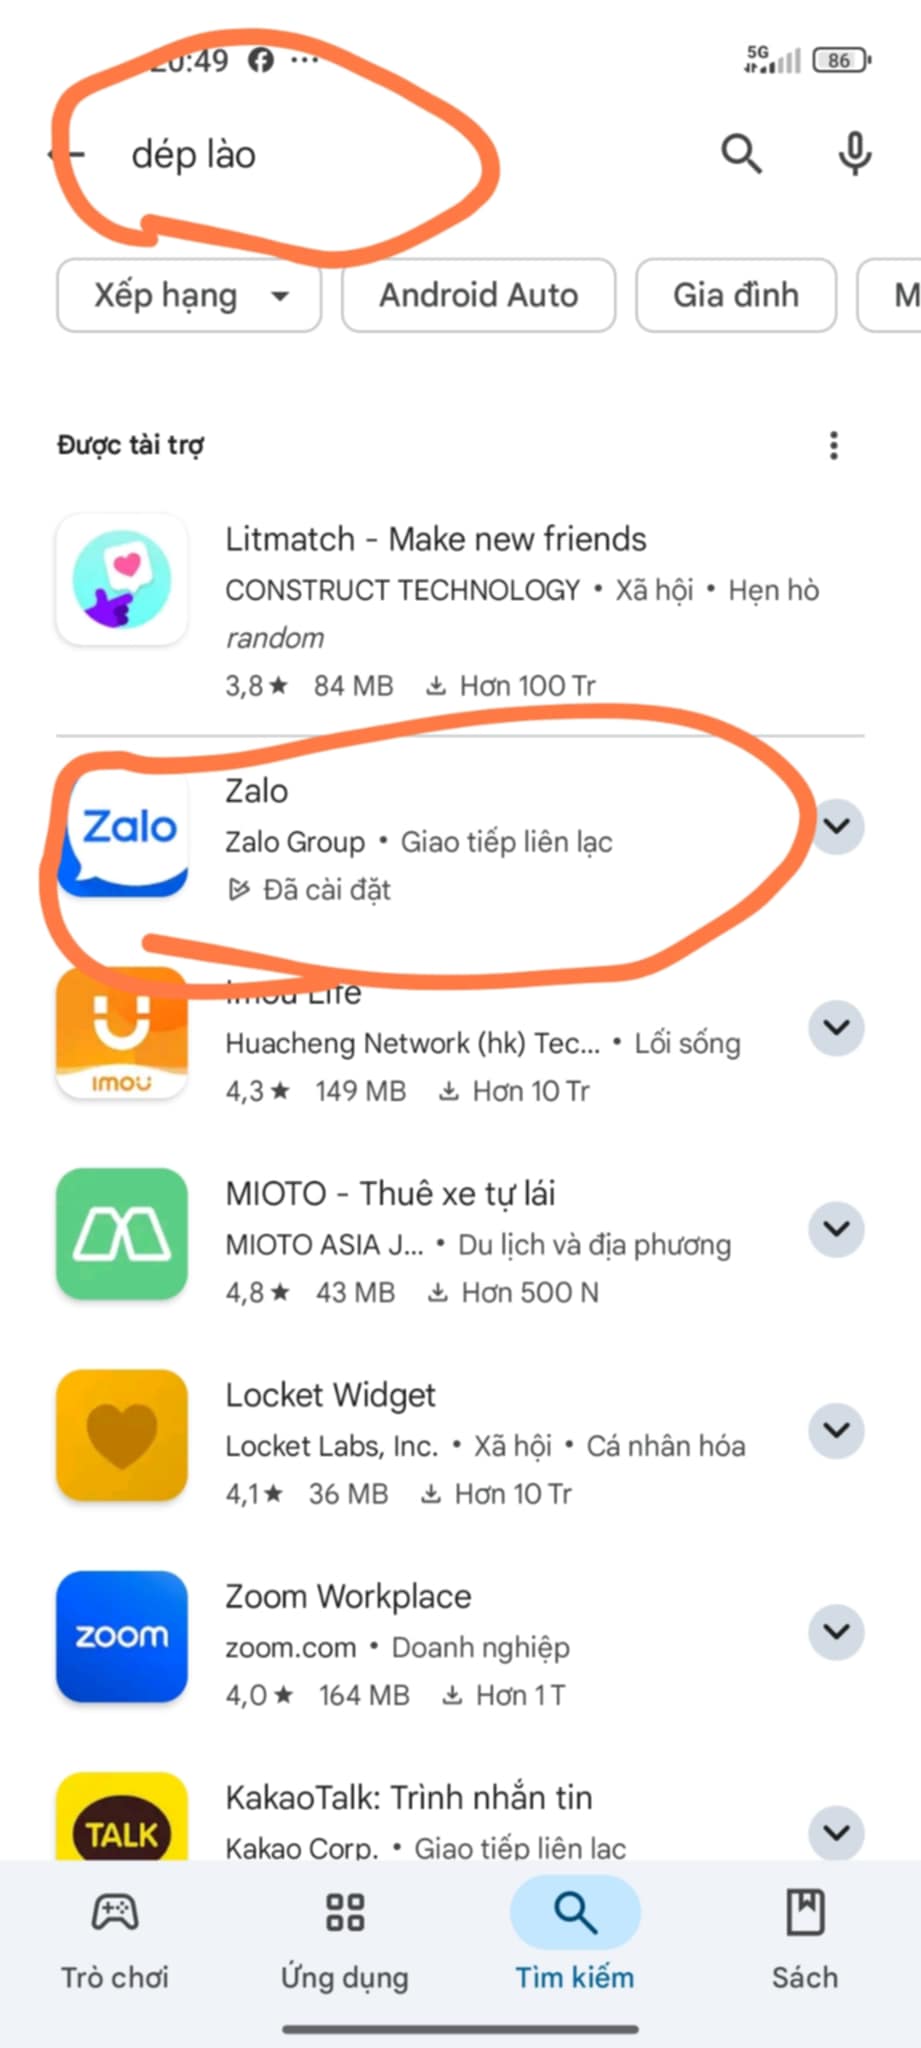 20:49
5G
86
dép lào
Xếp hạng
Android Auto
Gia đình
M
Được tài trợ
Litmatch - Make new friends
CONSTRUCT TECHNOLOGY • Xã hội • Hẹn hò
random
3,8★ 84 MB Hơn 100 Tr
Zalo
Zalo
Zalo Group • Giao tiếp liên lạc
Đã cài đặt
imou
Imou Life
Huacheng Network (hk) Tec... • Lối sống
4,3★ 149 MB Hơn 10 Tr
MIOTO - Thuê xe tự lái
MIOTO ASIA J... • Du lịch và địa phương
4,8★ 43 MB Hơn 500 N
Locket Widget
Locket Labs, Inc. • Xã hội • Cá nhân hóa
4,1★ 36 MB Hơn 10 Tr
zoom
Zoom Workplace
zoom.com • Doanh nghiệp
4,0★ 164 MB Hơn 1 T
TALK
KakaoTalk: Trình nhắn tin
Kakao Corp. • Giao tiếp liên lạc
Trò chơi
Ứng dụng
Tìm kiếm
Sách